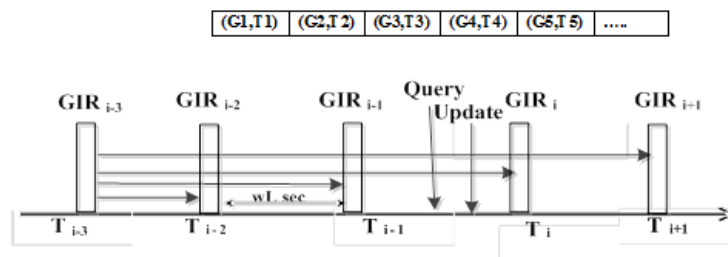 (G1,T1) (G2,T2) (G3,T3) (G4,T4) (G5,T5) .....
GIR i-3 GIR i-2 GIR i-1 Query GIR i GIR i+1
Update
wL sec
T i-3 T i-2 T i-1 T i T i+1